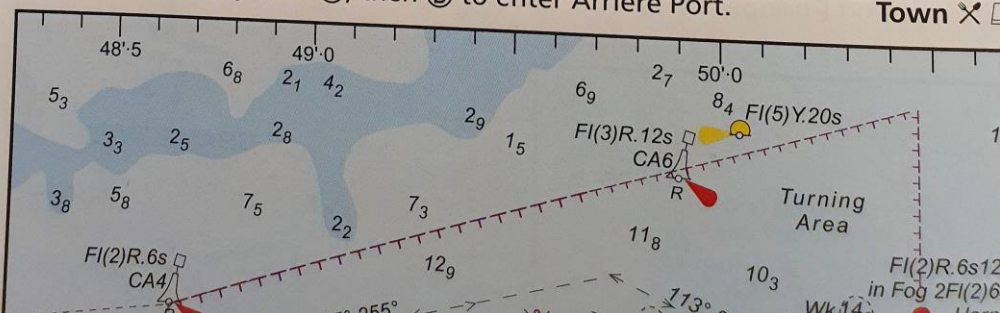 to enter Arrière Port.
Town
48'·5
49'·0
50'·0
5₃
6₈
2₁
4₂
2₇
6₉
8₄
Fl(5)Y.20s
3₃
2₅
2₈
2₉
1₅
Fl(3)R.12s
CA6
R
3₈
5₈
7₅
2₂
7₃
Turning
Area
11₈
Fl(2)R.6s
CA4
12₉
10₃
Fl(2)R.6s12
in Fog 2Fl(2)6
255°
113°
Wk